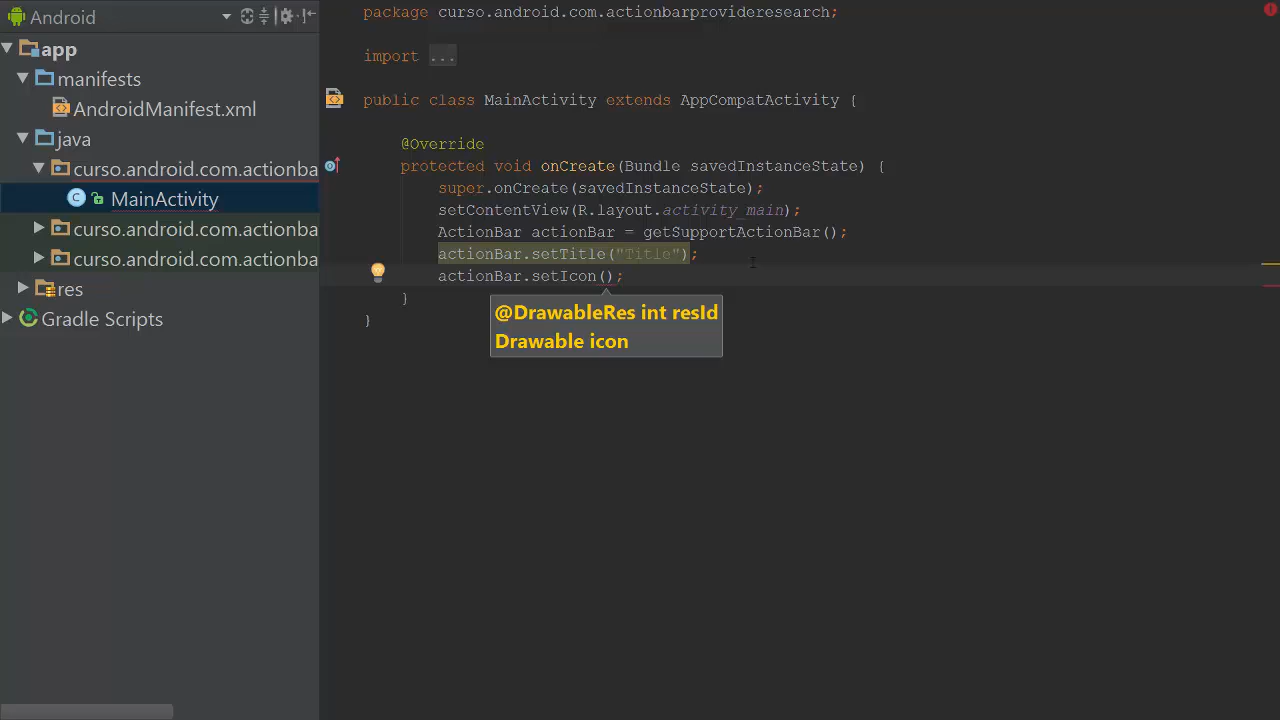 Android
app
manifests
AndroidManifest.xml
java
curso.android.com.actionba
MainActivity
curso.android.com.actionba
curso.android.com.actionba
res
Gradle Scripts
package curso.android.com.actionbarprovideresearch;
import ...
public class MainActivity extends AppCompatActivity {
@Override
protected void onCreate(Bundle savedInstanceState) {
super.onCreate(savedInstanceState);
setContentView(R.layout.activity_main);
ActionBar actionBar = getSupportActionBar();
actionBar.setTitle("Title");
actionBar.setIcon();
@DrawableRes int resId
Drawable icon
}
}